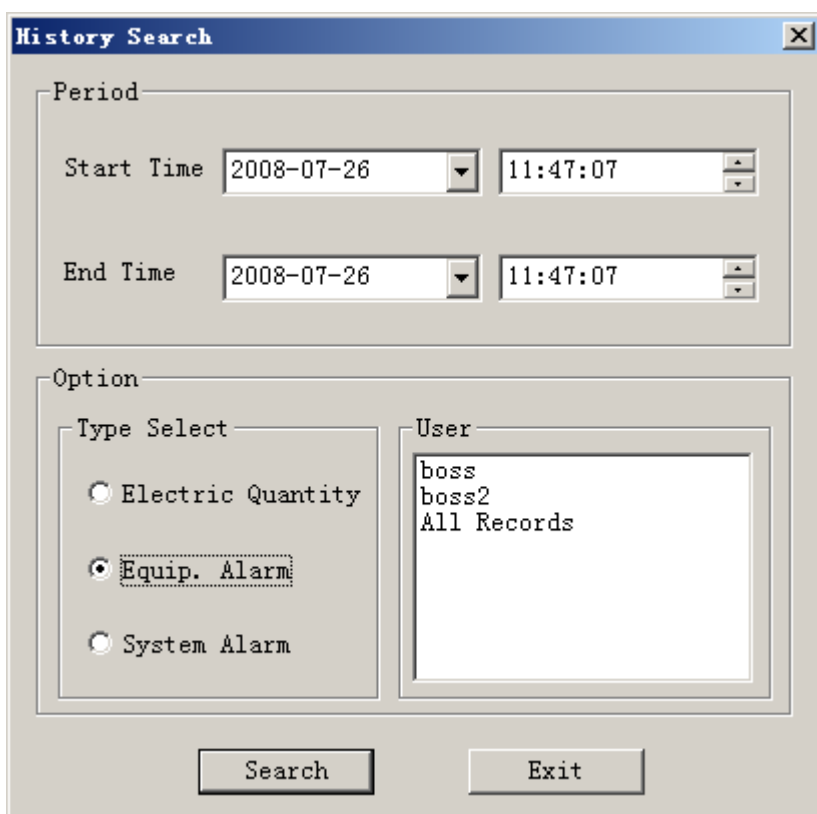 History Search
Period
Start Time 2008-07-26 11:47:07
End Time 2008-07-26 11:47:07
Option
Type Select
Electric Quantity
Equip. Alarm
System Alarm
User
boss
boss2
All Records
Search Exit